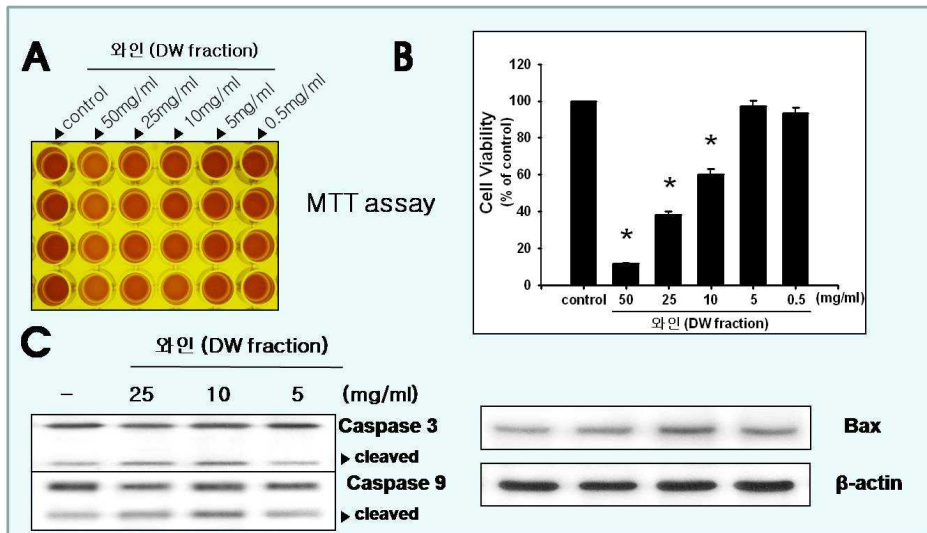 A
와인 (DW fraction)
control
50mg/ml
25mg/ml
10mg/ml
5mg/ml
0.5mg/ml
MTT assay
B
Cell Viability
(% of control)
120
100
80
60
40
20
0
*
*
*
control 50 25 10 5 0.5 (mg/ml)
와인 (DW fraction)
C
와인 (DW fraction)
– 25 10 5 (mg/ml)
Caspase 3
cleaved
Caspase 9
cleaved
Bax
β-actin